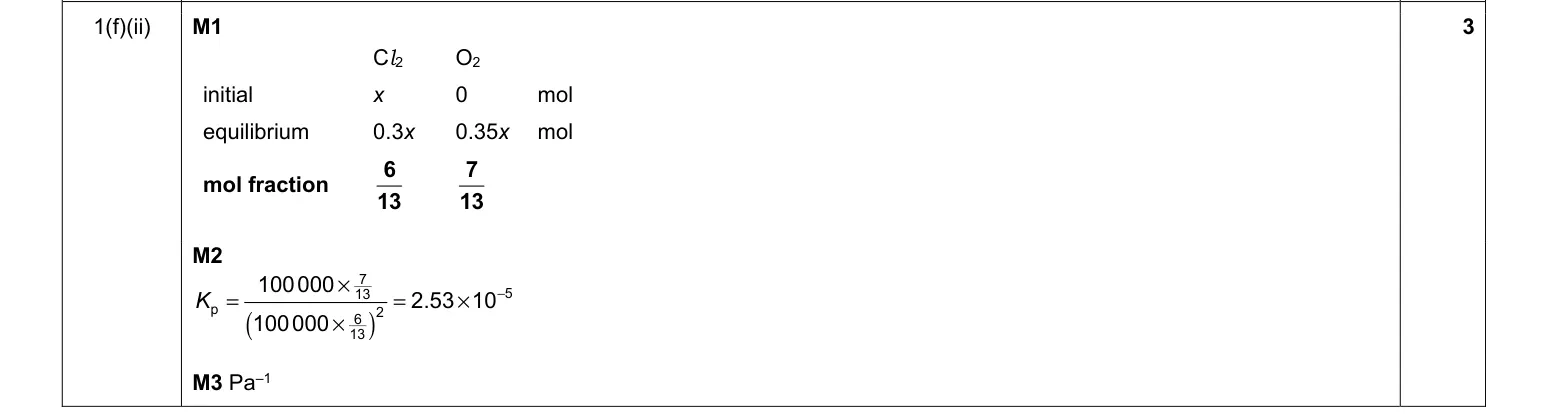 1(f)(ii) M1 3
Cl₂ O₂
initial x 0 mol
equilibrium 0.3x 0.35x mol
mol fraction 6/13 7/13
M2
Kₚ = (100 000 × 7/13) / (100 000 × 6/13)² = 2.53 × 10⁻⁵
M3 Pa⁻¹